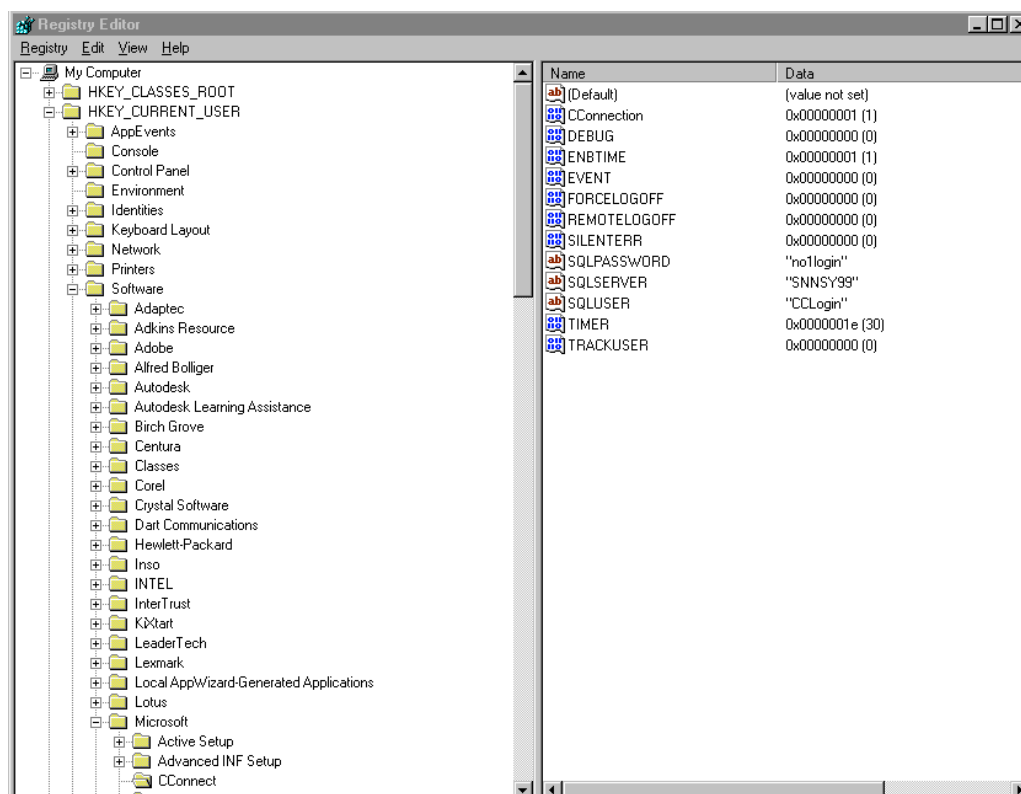 Registry Editor
Registry Edit View Help
My Computer
HKEY_CLASSES_ROOT
HKEY_CURRENT_USER
AppEvents
Console
Control Panel
Environment
Identities
Keyboard Layout
Network
Printers
Software
Adaptec
Adkins Resource
Adobe
Alfred Bolliger
Autodesk
Autodesk Learning Assistance
Birch Grove
Centura
Classes
Corel
Crystal Software
Dart Communications
Hewlett-Packard
Inso
INTEL
InterTrust
KiXtart
LeaderTech
Lexmark
Local AppWizard-Generated Applications
Lotus
Microsoft
Active Setup
Advanced INF Setup
CConnect
Name Data
(Default) (value not set)
CConnection 0x00000001 (1)
DEBUG 0x00000000 (0)
ENBTIME 0x00000001 (1)
EVENT 0x00000000 (0)
FORCELOGOFF 0x00000000 (0)
REMOTELOGOFF 0x00000000 (0)
SILENTERR 0x00000000 (0)
SQLPASSWORD "no1login"
SQLSERVER "SNNSY99"
SQLUSER "CCLogin"
TIMER 0x0000001e (30)
TRACKUSER 0x00000000 (0)